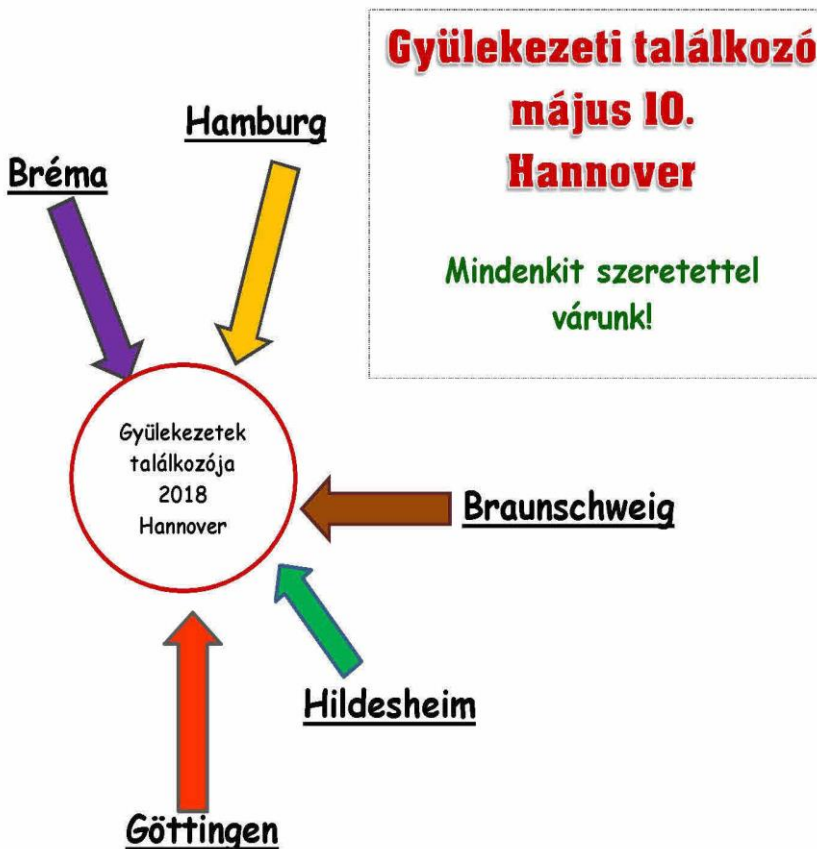 Gyülekezeti találkozó
május 10.
Hannover
Mindenkit szeretettel
várunk!
Hamburg
Bréma
Gyülekezetek
találkozója
2018
Hannover
Braunschweig
Hildesheim
Göttingen